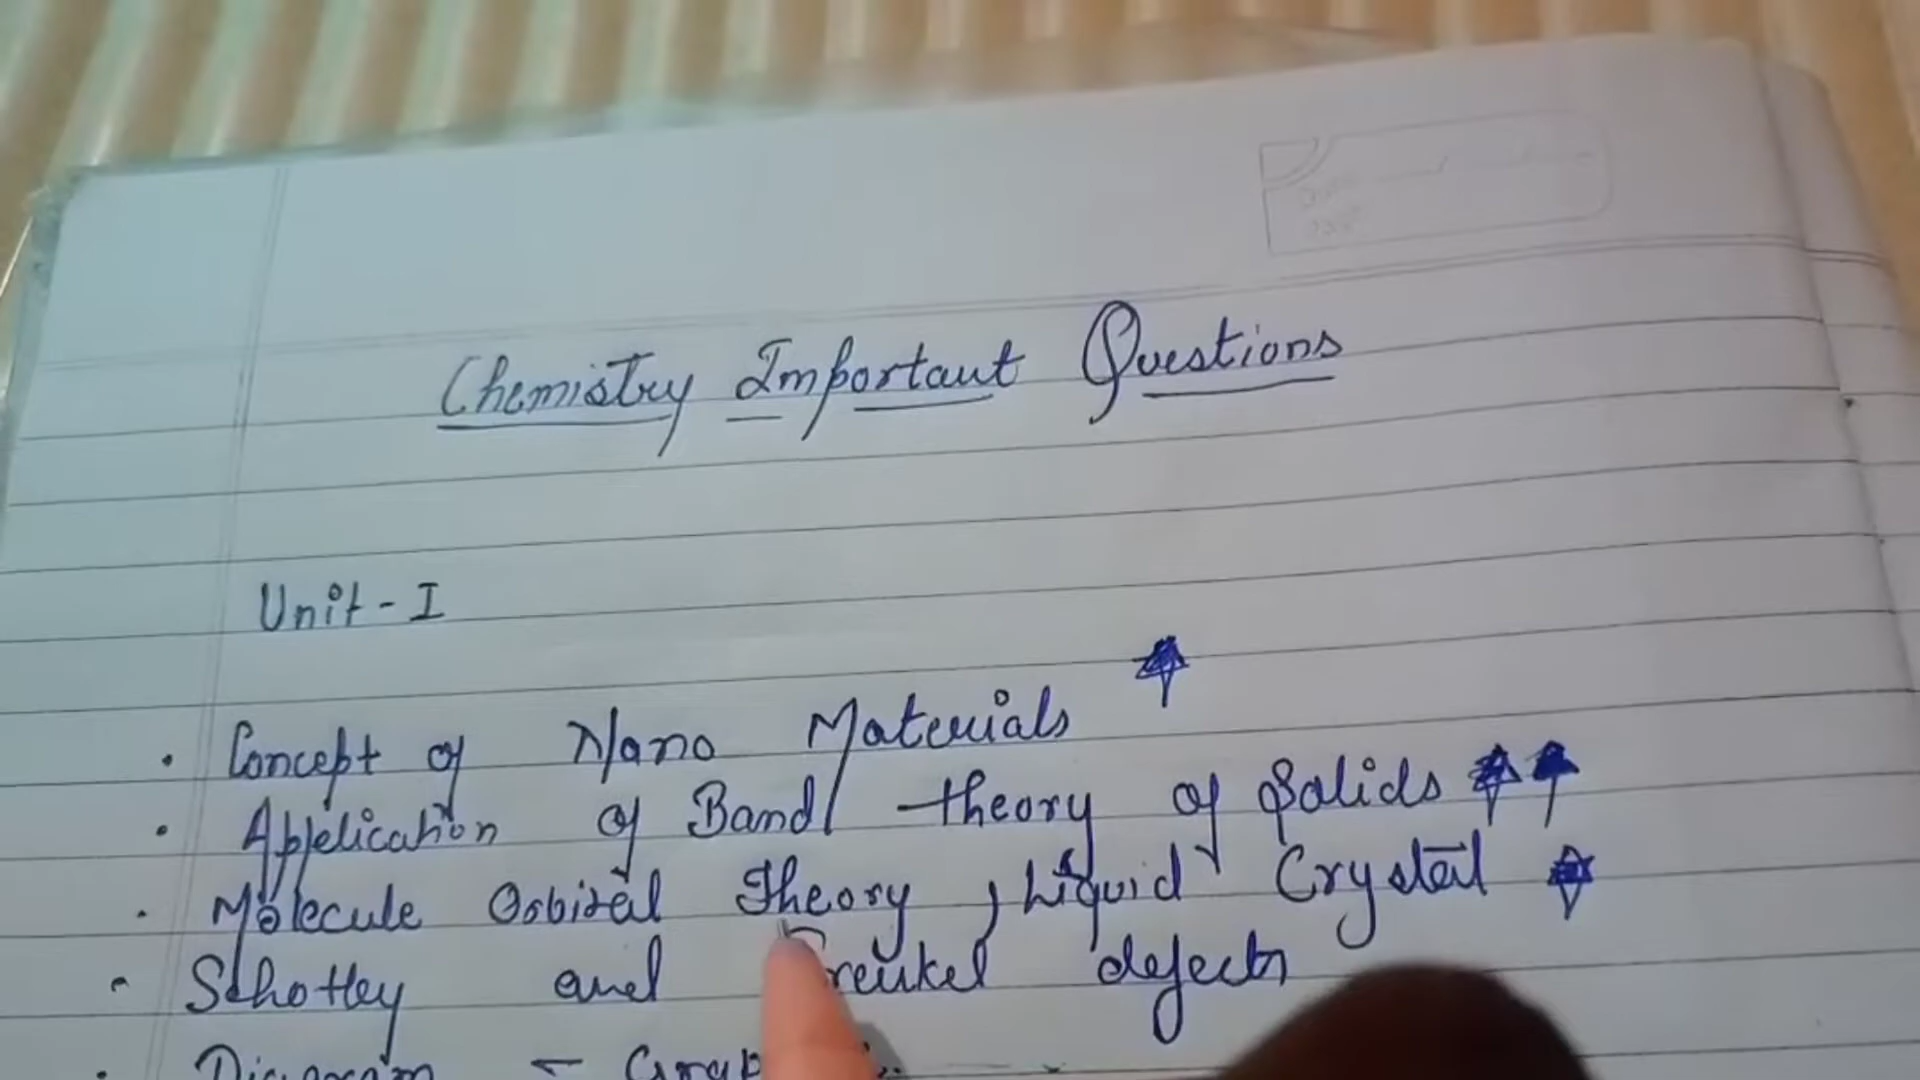 Chemistry Important Questions
Unit - I
• Concept of Nano Materials
• Application of Band theory of Solids
• Molecule Orbital Theory, Liquid Crystal
• Schottey and Frenkel defects
• Diagram -